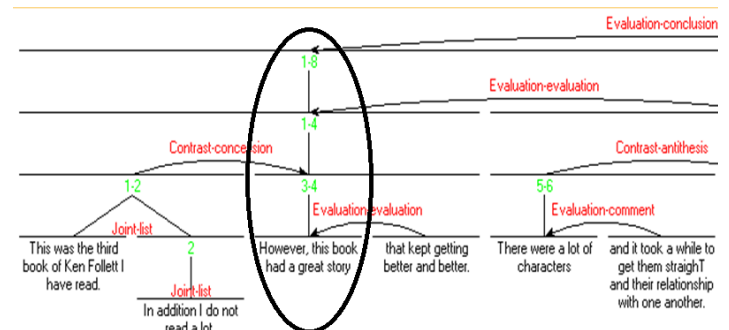 Evaluation-conclusion
1-8
Evaluation-evaluation
1-4
Contrast-concession
Contrast-antithesis
1-2
3-4
5-6
Joint-list
Evaluation-evaluation
Evaluation-comment
This was the third
book of Ken Follett I
have read.
2
However, this book
had a great story
that kept getting
better and better.
There were a lot of
characters
and it took a while to
get them straighT
and their relationship
with one another.
Joint-list
In addition I do not
read a lot